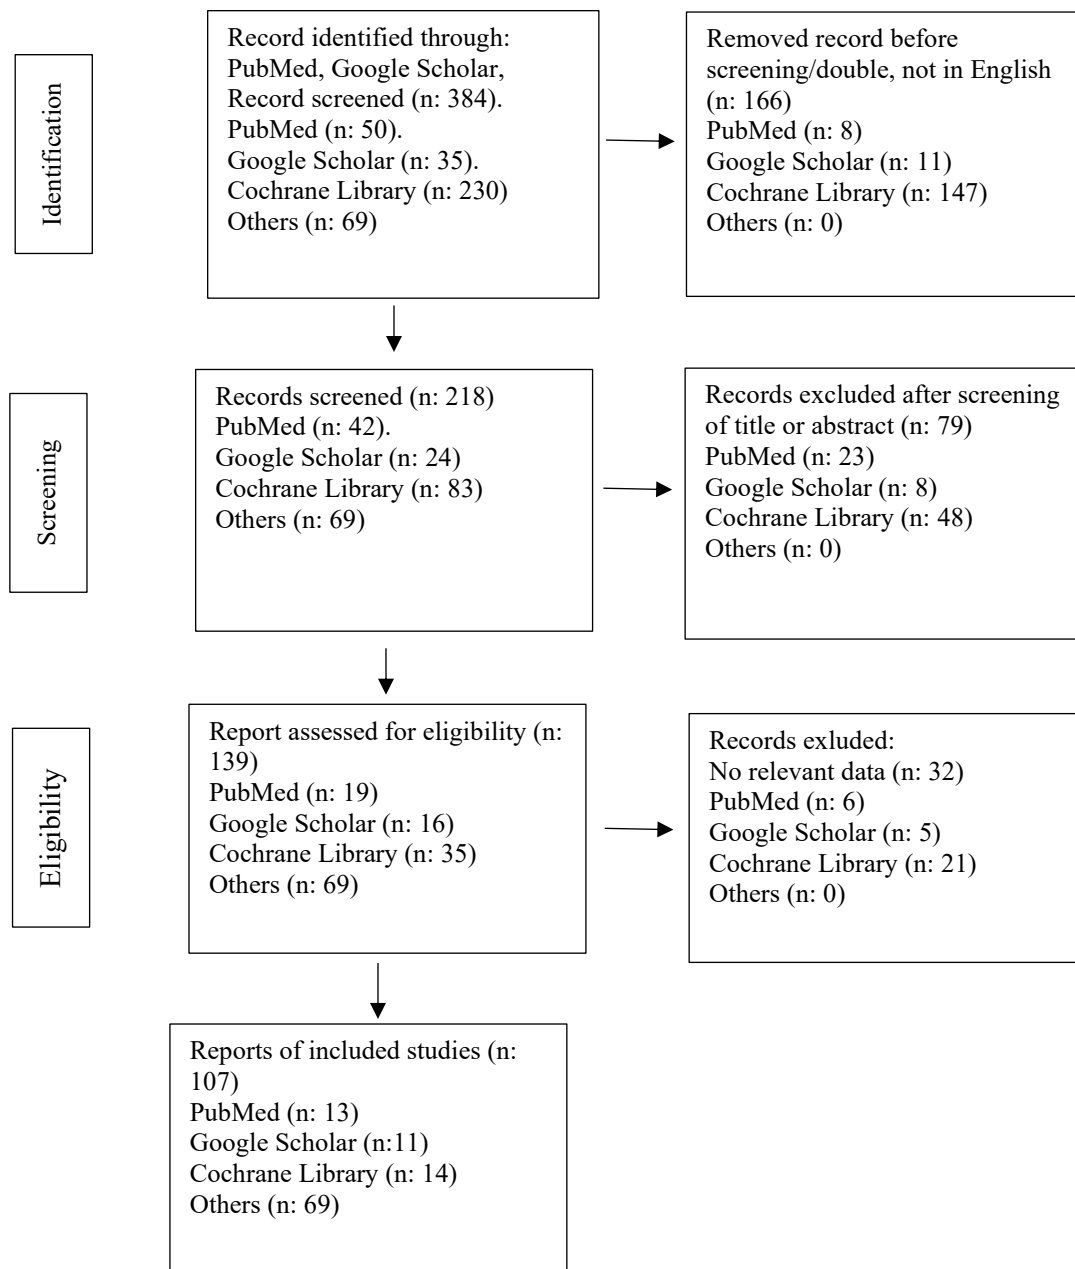 Identification
Record identified through:
PubMed, Google Scholar,
Record screened (n: 384).
PubMed (n: 50).
Google Scholar (n: 35).
Cochrane Library (n: 230)
Others (n: 69)
Removed record before
screening/double, not in English
(n: 166)
PubMed (n: 8)
Google Scholar (n: 11)
Cochrane Library (n: 147)
Others (n: 0)
Screening
Records screened (n: 218)
PubMed (n: 42).
Google Scholar (n: 24)
Cochrane Library (n: 83)
Others (n: 69)
Records excluded after screening
of title or abstract (n: 79)
PubMed (n: 23)
Google Scholar (n: 8)
Cochrane Library (n: 48)
Others (n: 0)
Eligibility
Report assessed for eligibility (n:
139)
PubMed (n: 19)
Google Scholar (n: 16)
Cochrane Library (n: 35)
Others (n: 69)
Records exluded:
No relevant data (n: 32)
PubMed (n: 6)
Google Scholar (n: 5)
Cochrane Library (n: 21)
Others (n: 0)
Reports of included studies (n:
107)
PubMed (n: 13)
Google Scholar (n:11)
Cochrane Library (n: 14)
Others (n: 69)